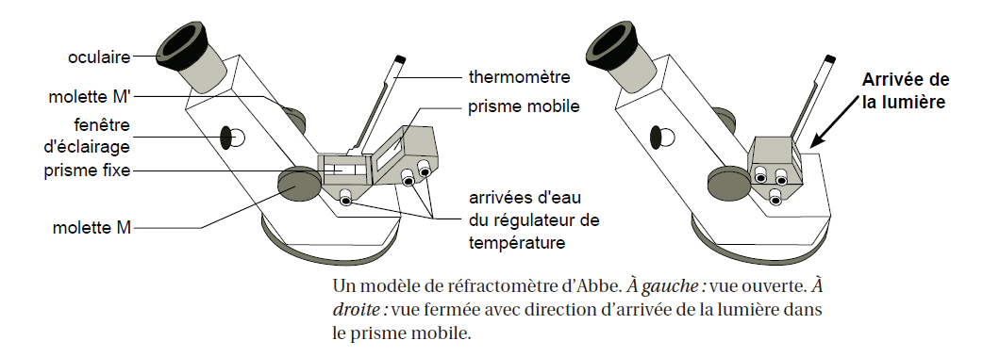 oculaire
molette M'
fenêtre
d'éclairage
prisme fixe
molette M
thermomètre
prisme mobile
arrivées d'eau
du régulateur de
température
Arrivée de
la lumière
Un modèle de réfractomètre d’Abbe. À gauche : vue ouverte. À
droite : vue fermée avec direction d’arrivée de la lumière dans
le prisme mobile.